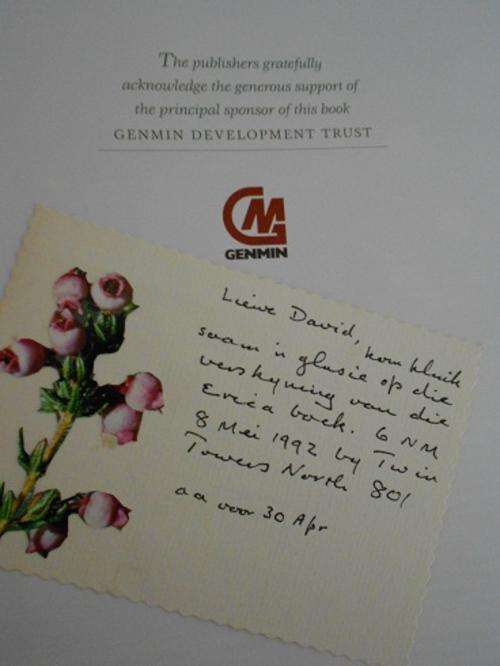 The publishers gratefully
acknowledge the generous support of
the principal sponsor of this book
GENMIN DEVELOPMENT TRUST
GM
GENMIN
Liewe David, kom klink
saam 'n glasie op die
verskyning van die
Erica boek. 6 NM
8 Mei 1992 by Twin
Towers North 801
aa voor 30 Apr